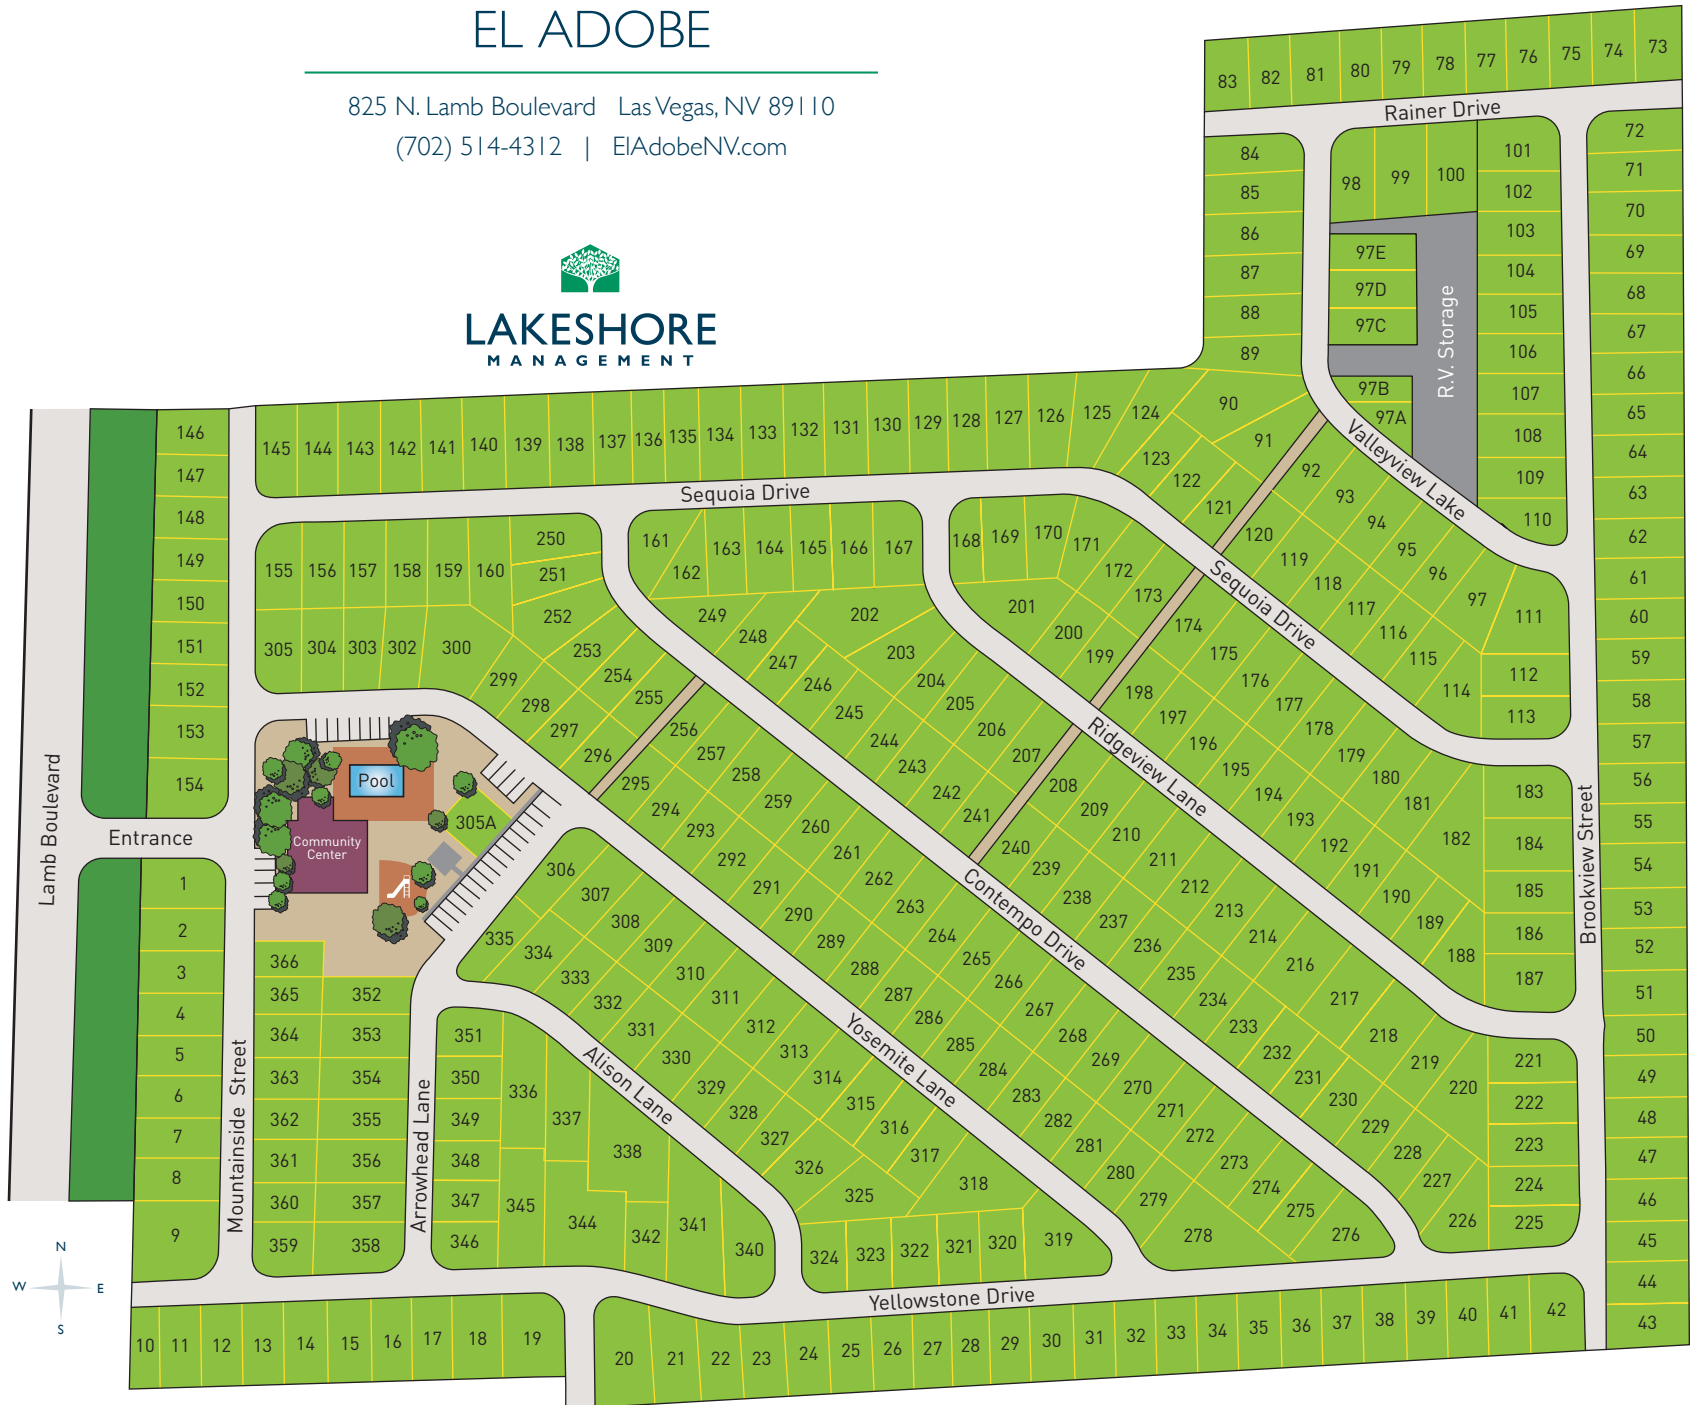 EL ADOBE
825 N. Lamb Boulevard Las Vegas, NV 89110
(702) 514-4312 | ElAdobeNV.com
LAKESHORE
MANAGEMENT
83 82 81 80 79 78 77 76 75 74 73
Rainer Drive
84
85
86
87
88
89
90
91
98 99 100
97E
97D
97C
97B
97A
R.V. Storage
101
102
103
104
105
106
107
108
109
110
72
71
70
69
68
67
66
65
64
63
62
61
60
59
58
57
56
55
54
53
52
51
50
49
48
47
46
45
44
43
Valleyview Lake
92 93 94 95 96 97
111
112
113
Brookview Street
146
147
148
149
150
151
152
153
154
Lamb Boulevard
Entrance
1
2
3
4
5
6
7
8
9
Mountainside Street
145 144 143 142 141 140 139 138 137 136 135 134 133 132 131 130 129 128 127 126 125 124
123 122 121 120 119 118 117 116 115 114
Sequoia Drive
Sequoia Drive
155 156 157 158 159 160
250
251
252
253
254
255
256 257 258 259 260 261 262 263 264 265 266 267 268 269 270 271 272 273 274 275 276
305 304 303 302 300
299 298 297 296 295 294 293 292 291 290 289 288 287 286 285 284 283 282 281 280 279 278
161 162 163 164 165 166 167
168 169 170 171 172 173
174 175 176 177 178 179 180 181 182
183
184
185
186
187
201 200 199 198 197 196 195 194 193 192 191 190 189 188
Ridgeview Lane
202 203 204 205 206 207 208 209 210 211 212 213 214 216 217 218 219 220
221
222
223
224
225
249 248 247 246 245 244 243 242 241 240 239 238 237 236 235 234 233 232 231 230 229 228 227 226
Contempo Drive
Pool
Community
Center
305A
306 307 308 309 310 311 312 313 314 315 316 317 318
319
335 334 333 332 331 330 329 328 327 326 325
324 323 322 321 320
Yosemite Lane
Alison Lane
366
365 352
364 353
363 354
362 355
361 356
360 357
359 358
Arrowhead Lane
351
350
349
348
347
346
336 337 338
345 344 342 341 340
Yellowstone Drive
N
W E
S
10 11 12 13 14 15 16 17 18 19
20 21 22 23 24 25 26 27 28 29 30 31 32 33 34 35 36 37 38 39 40 41 42